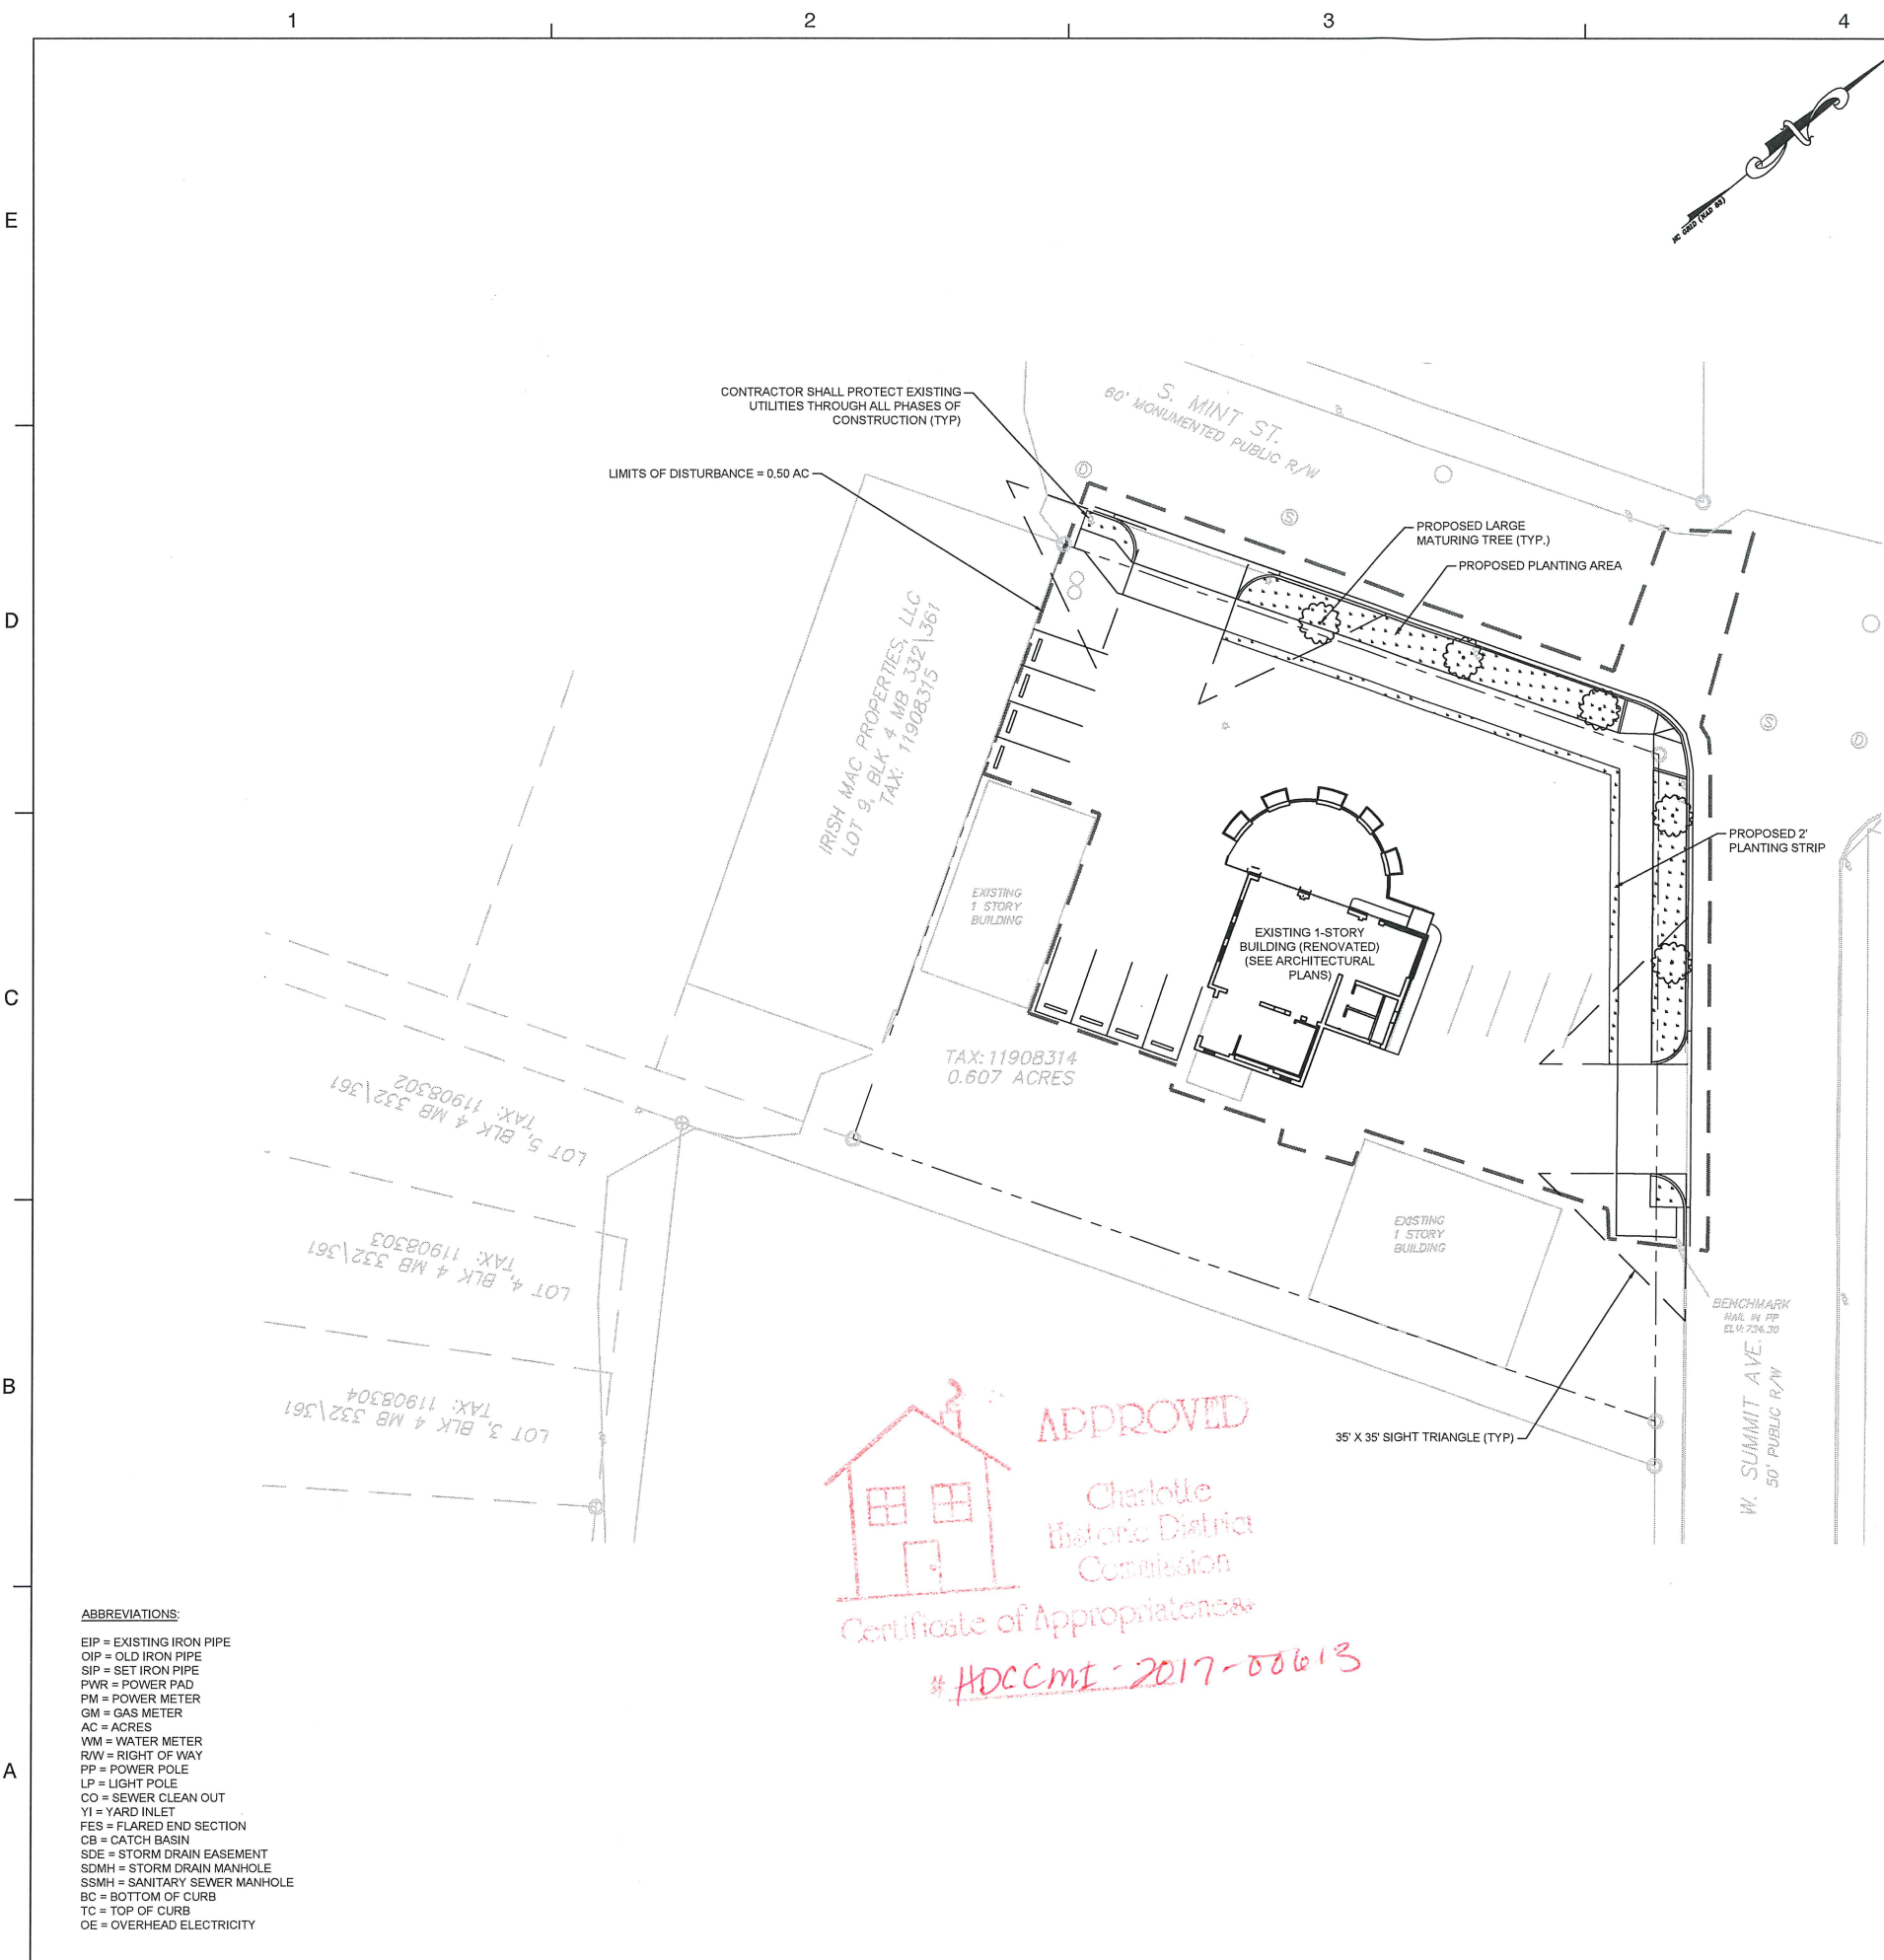 1
2
3
4
E
D
C
B
A
NC GRID (NAD 83)
CONTRACTOR SHALL PROTECT EXISTING
UTILITIES THROUGH ALL PHASES OF
CONSTRUCTION (TYP)
LIMITS OF DISTURBANCE = 0.50 AC
S. MINT ST.
60' MONUMENTED PUBLIC R/W
D
S
PROPOSED LARGE
MATURING TREE (TYP.)
PROPOSED PLANTING AREA
IRISH MAC PROPERTIES, LLC
LOT 9, BLK 4 MB 332\361
TAX: 11908315
S
D
PROPOSED 2'
PLANTING STRIP
EXISTING
1 STORY
BUILDING
EXISTING 1-STORY
BUILDING (RENOVATED)
(SEE ARCHITECTURAL
PLANS)
TAX: 11908314
0.607 ACRES
LOT 5, BLK 4 MB 332\361
TAX: 11908302
LOT 4, BLK 4 MB 332\361
TAX: 11908303
LOT 3, BLK 4 MB 332\361
TAX: 11908304
EXISTING
1 STORY
BUILDING
BENCHMARK
NAIL IN PP
ELV: 734.30
W. SUMMIT AVE.
50' PUBLIC R/W
35' X 35' SIGHT TRIANGLE (TYP)
APPROVED
Charlotte
Historic District
Commission
Certificate of Appropriateness
# HDCCMI-2017-00613
ABBREVIATIONS:
EIP = EXISTING IRON PIPE
OIP = OLD IRON PIPE
SIP = SET IRON PIPE
PWR = POWER PAD
PM = POWER METER
GM = GAS METER
AC = ACRES
WM = WATER METER
R/W = RIGHT OF WAY
PP = POWER POLE
LP = LIGHT POLE
CO = SEWER CLEAN OUT
YI = YARD INLET
FES = FLARED END SECTION
CB = CATCH BASIN
SDE = STORM DRAIN EASEMENT
SDMH = STORM DRAIN MANHOLE
SSMH = SANITARY SEWER MANHOLE
BC = BOTTOM OF CURB
TC = TOP OF CURB
OE = OVERHEAD ELECTRICITY